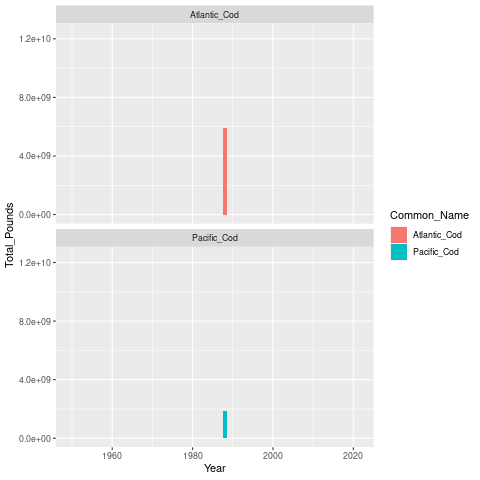 Atlantic_Cod
1.2e+10
8.0e+09
4.0e+09
0.0e+00
Pacific_Cod
1.2e+10
8.0e+09
4.0e+09
0.0e+00
1960 1980 2000 2020
Year
Total_Pounds
Common_Name
Atlantic_Cod
Pacific_Cod